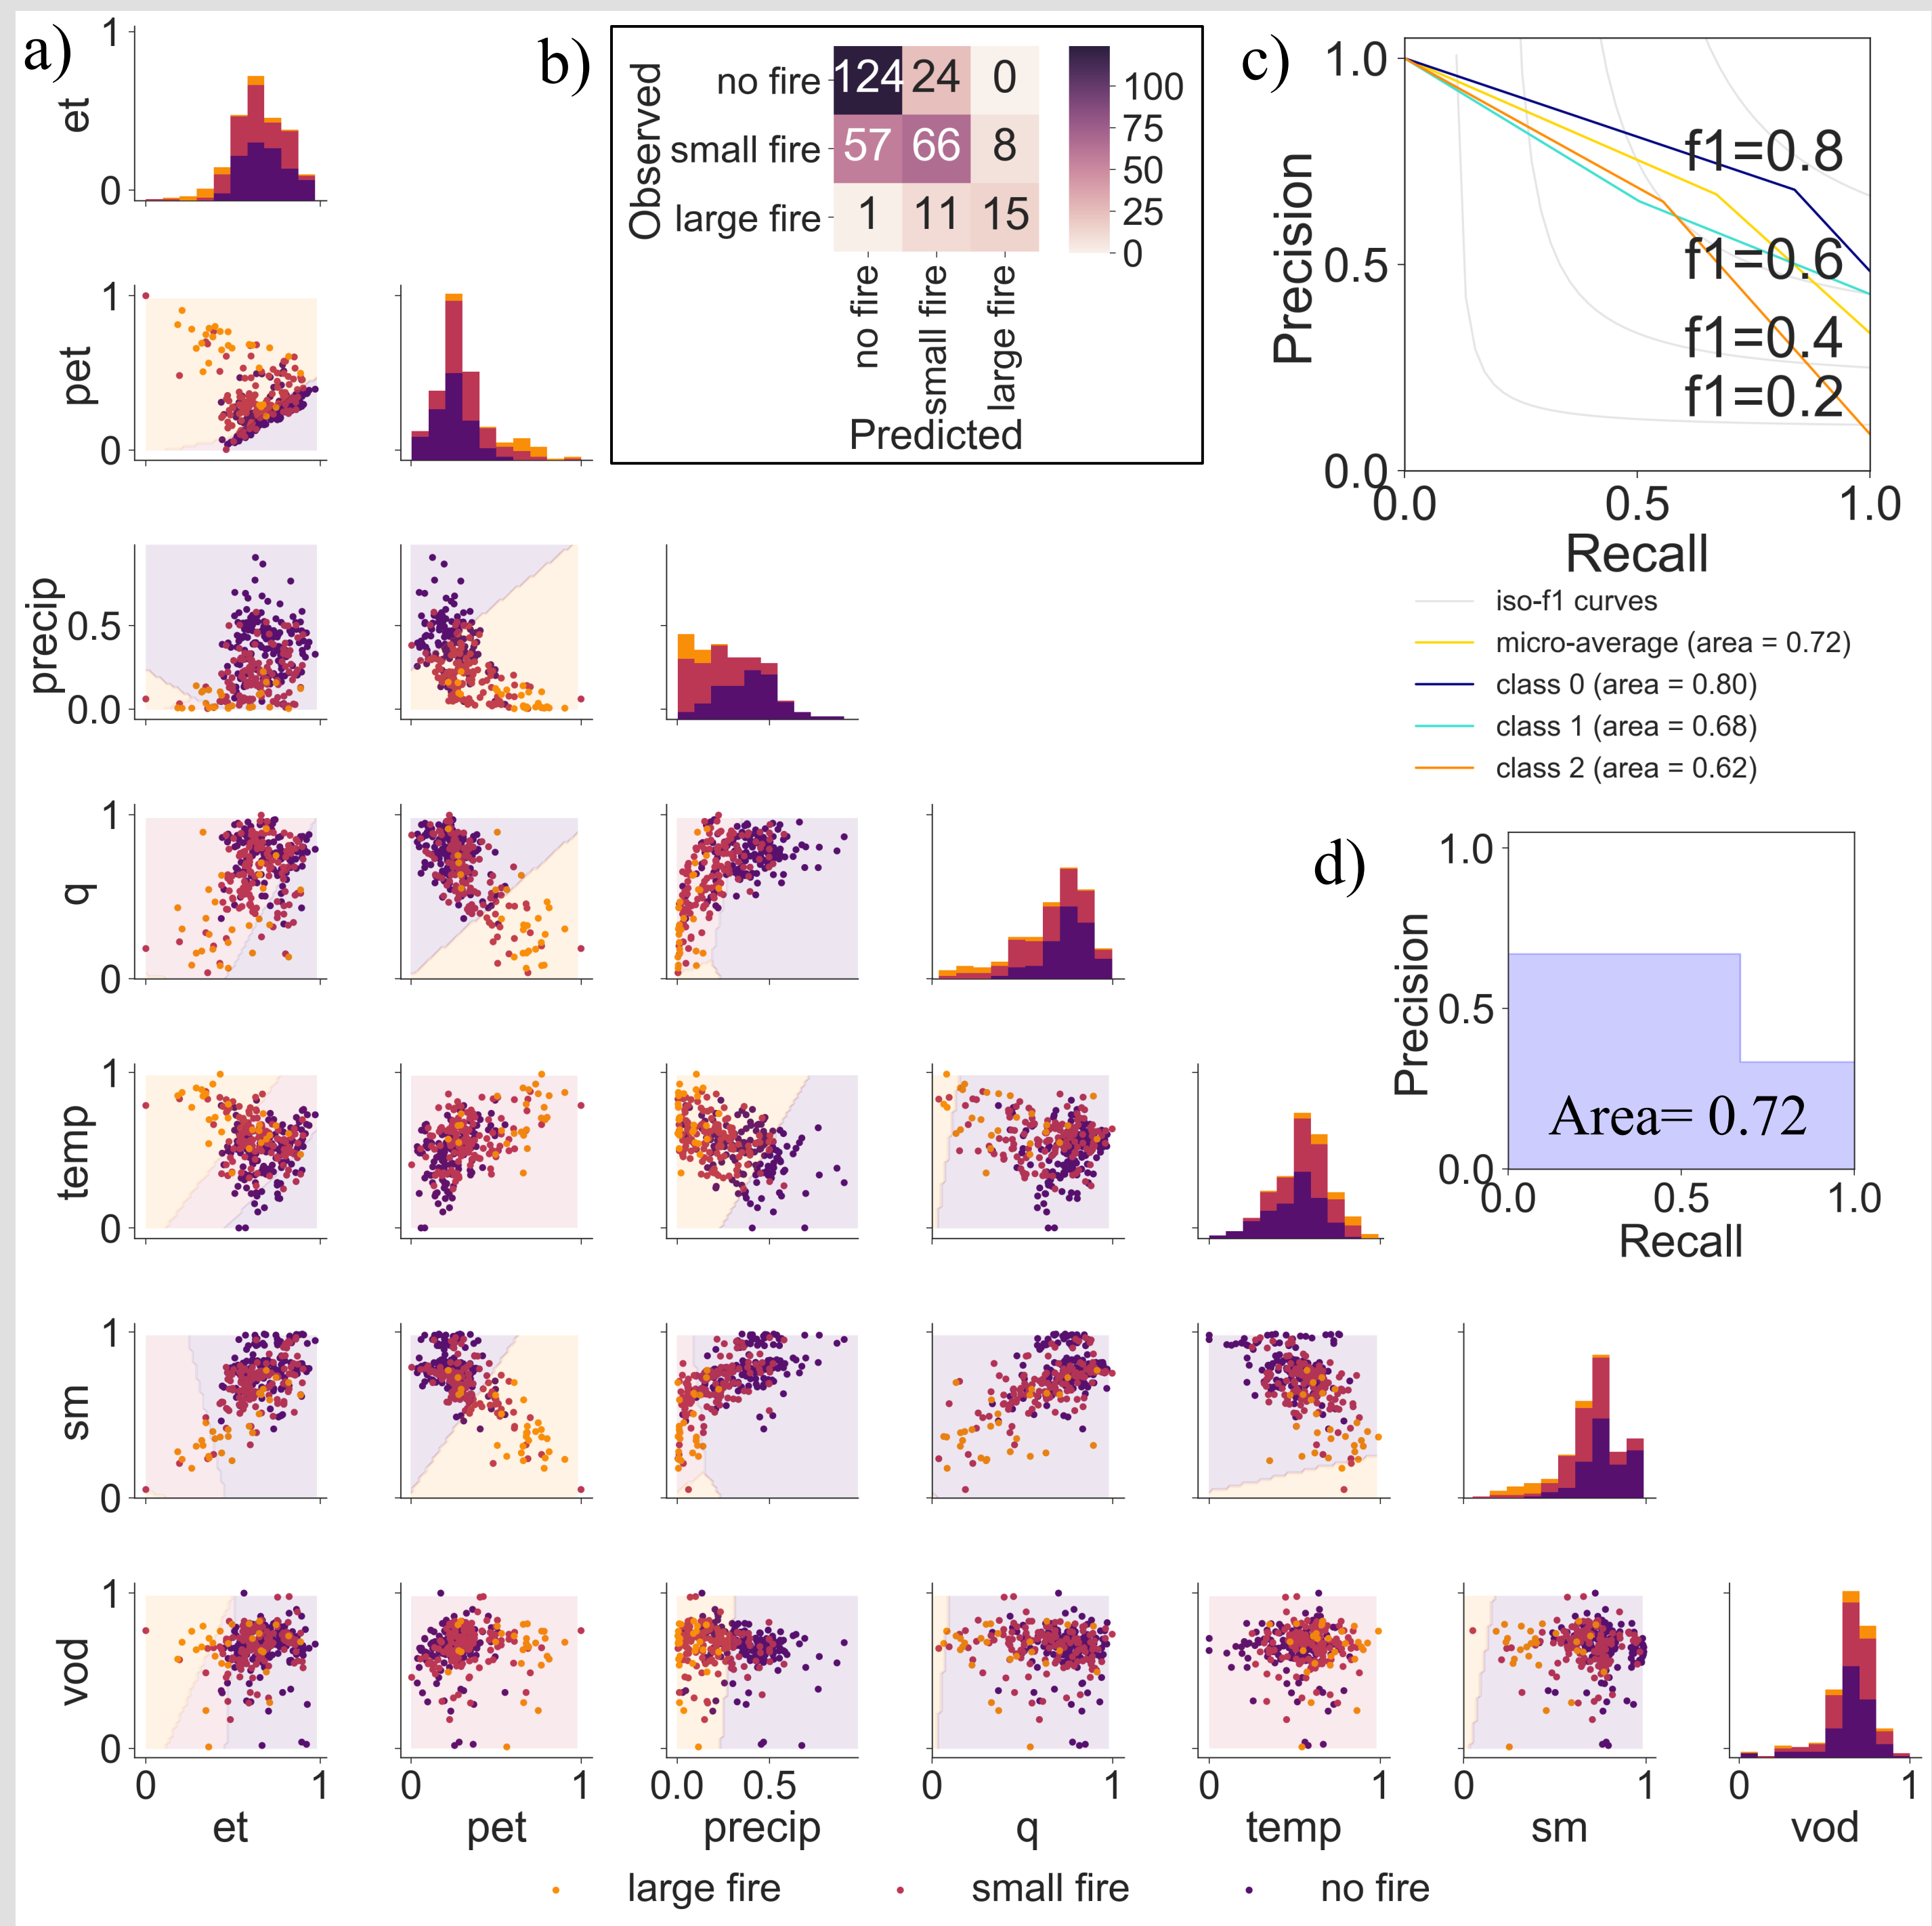 a)
1
et
0
b)
Observed
no fire
124 24 0
small fire
57 66 8
large fire
1 11 15
100
75
50
25
0
no fire
small fire
large fire
Predicted
c)
1.0
Precision
0.5
0.0
f1=0.8
f1=0.6
f1=0.4
f1=0.2
0.0 0.5 1.0
Recall
iso-f1 curves
micro-average (area = 0.72)
class 0 (area = 0.80)
class 1 (area = 0.68)
class 2 (area = 0.62)
1
pet
0
precip
0.5
0.0
1
q
0
d)
1.0
Precision
0.5
0.0
Area= 0.72
0.0 0.5 1.0
Recall
1
temp
0
1
sm
0
1
vod
0
0 1 0 1 0.0 0.5 0 1 0 1 0 1 0 1
et pet precip q temp sm vod
large fire small fire no fire